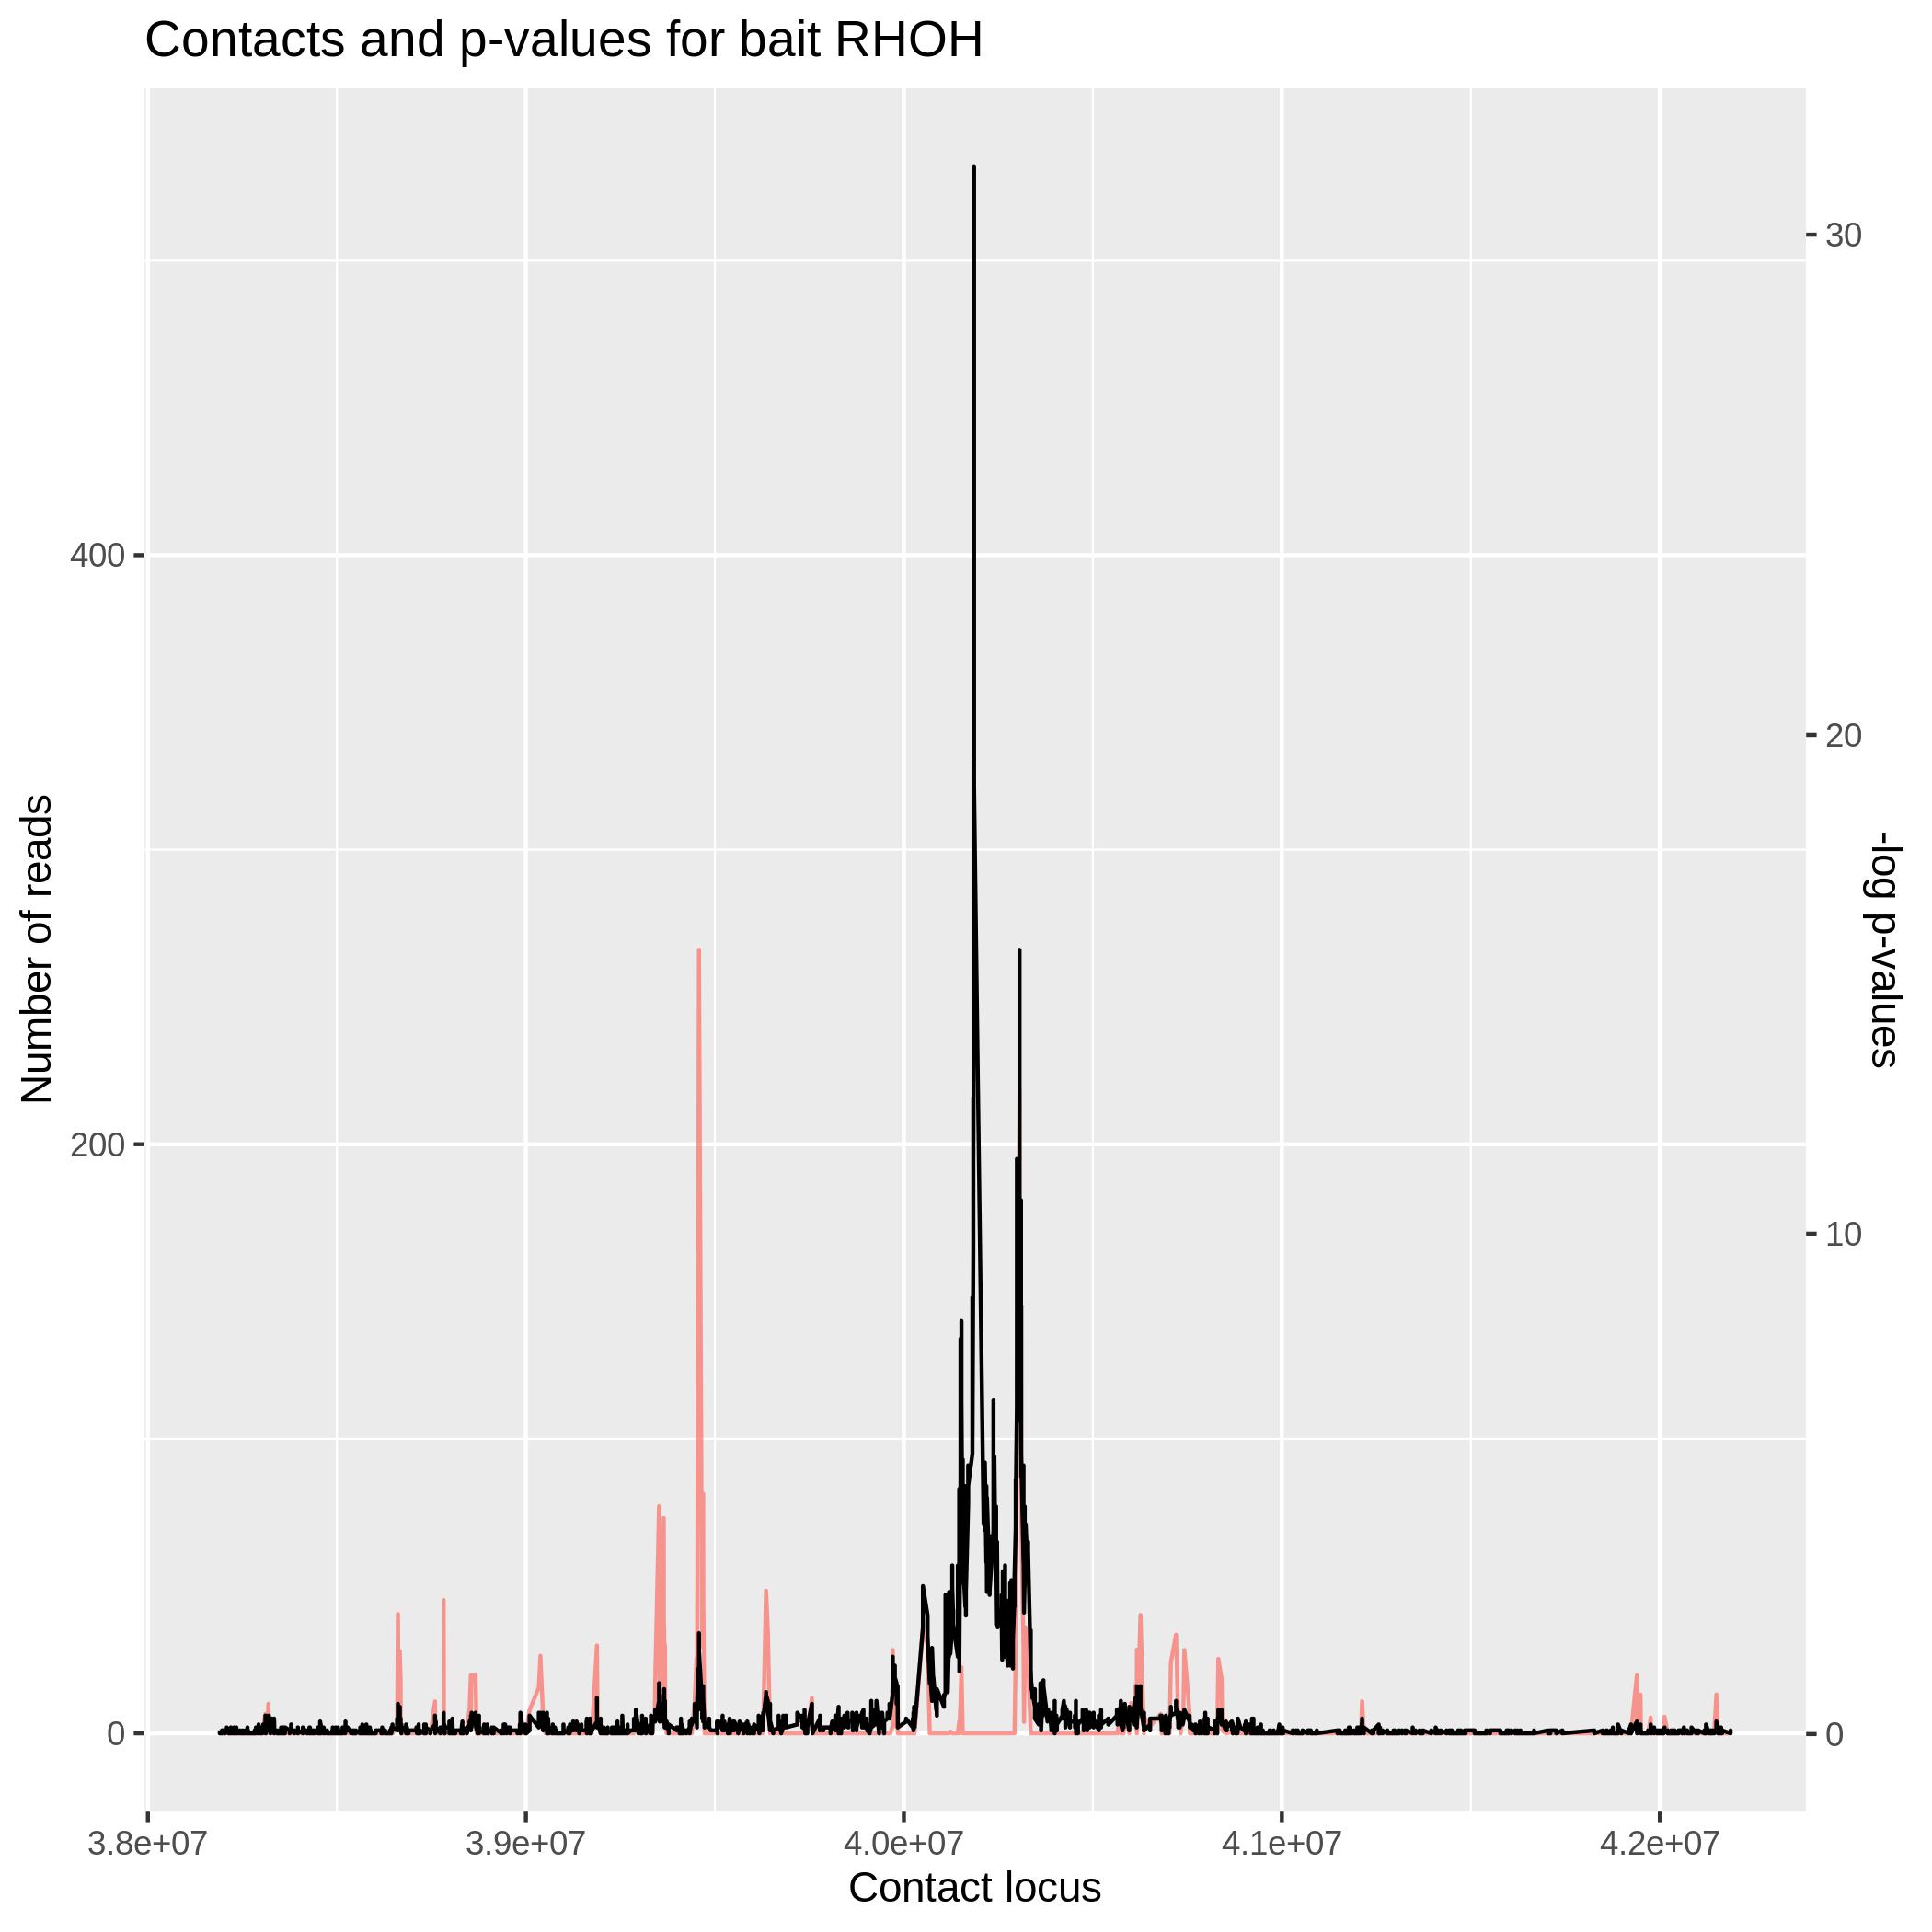 Contacts and p-values for bait RHOH
30
400
20
Number of reads
-log p-values
200
10
0
0
3.8e+07
3.9e+07
4.0e+07
4.1e+07
4.2e+07
Contact locus